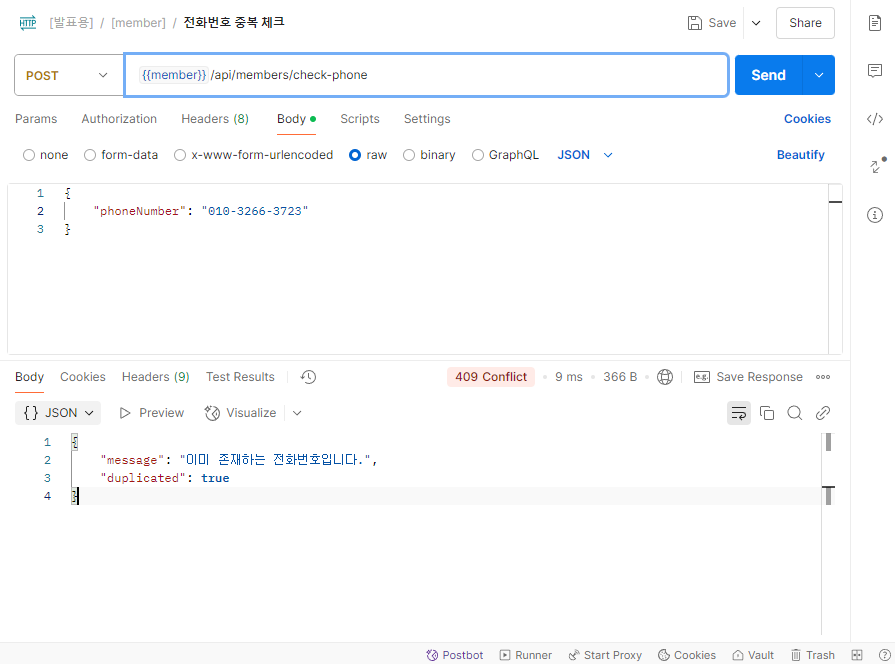 HTTP [발표용] / [member] / 전화번호 중복 체크 Save Share
POST {{member}} /api/members/check-phone Send
Params Authorization Headers (8) Body Scripts Settings Cookies
none form-data x-www-form-urlencoded raw binary GraphQL JSON Beautify
1 {
2 "phoneNumber": "010-3266-3723"
3 }
Body Cookies Headers (9) Test Results 409 Conflict 9 ms 366 B e.g. Save Response
{} JSON Preview Visualize
1 {
2 "message": "이미 존재하는 전화번호입니다.",
3 "duplicated": true
4 }
Postbot Runner Start Proxy Cookies Vault Trash